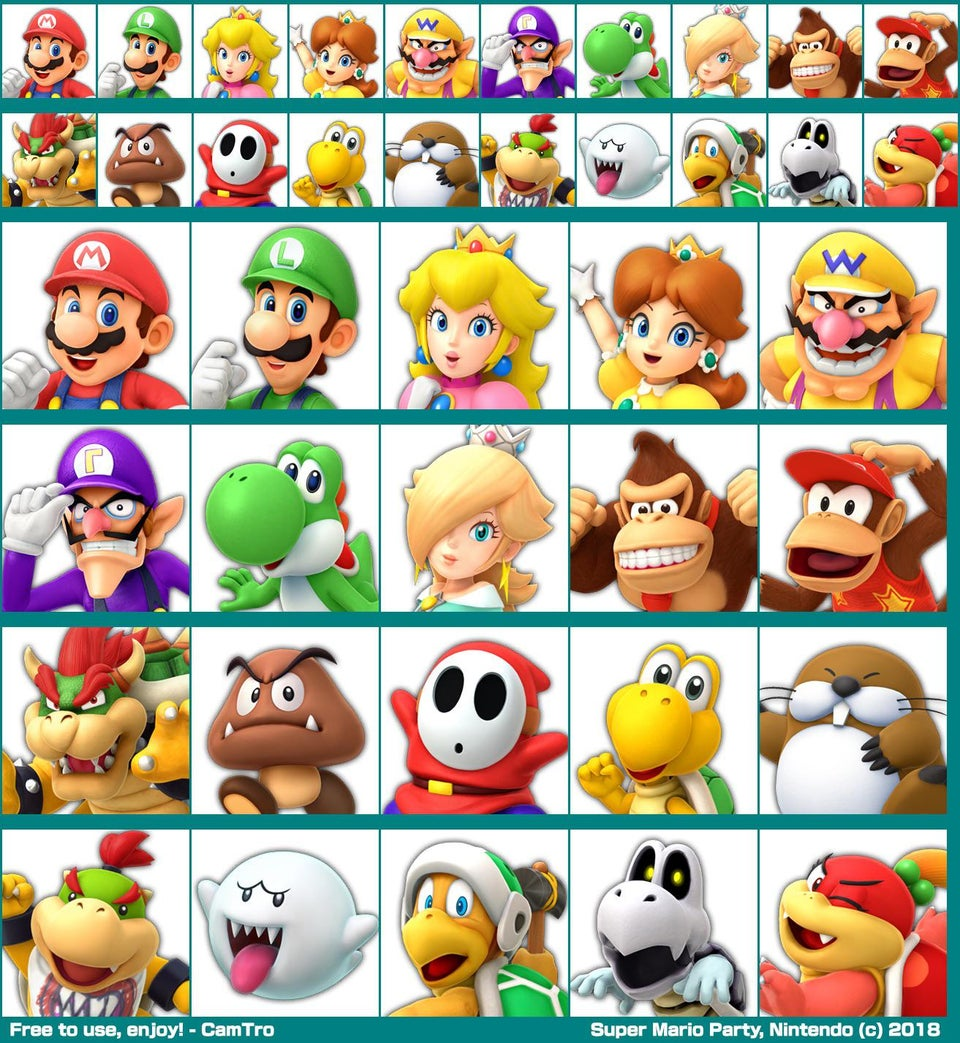 M
L
W
Γ
M
L
W
Γ
Free to use, enjoy! - CamTro
Super Mario Party, Nintendo (c) 2018